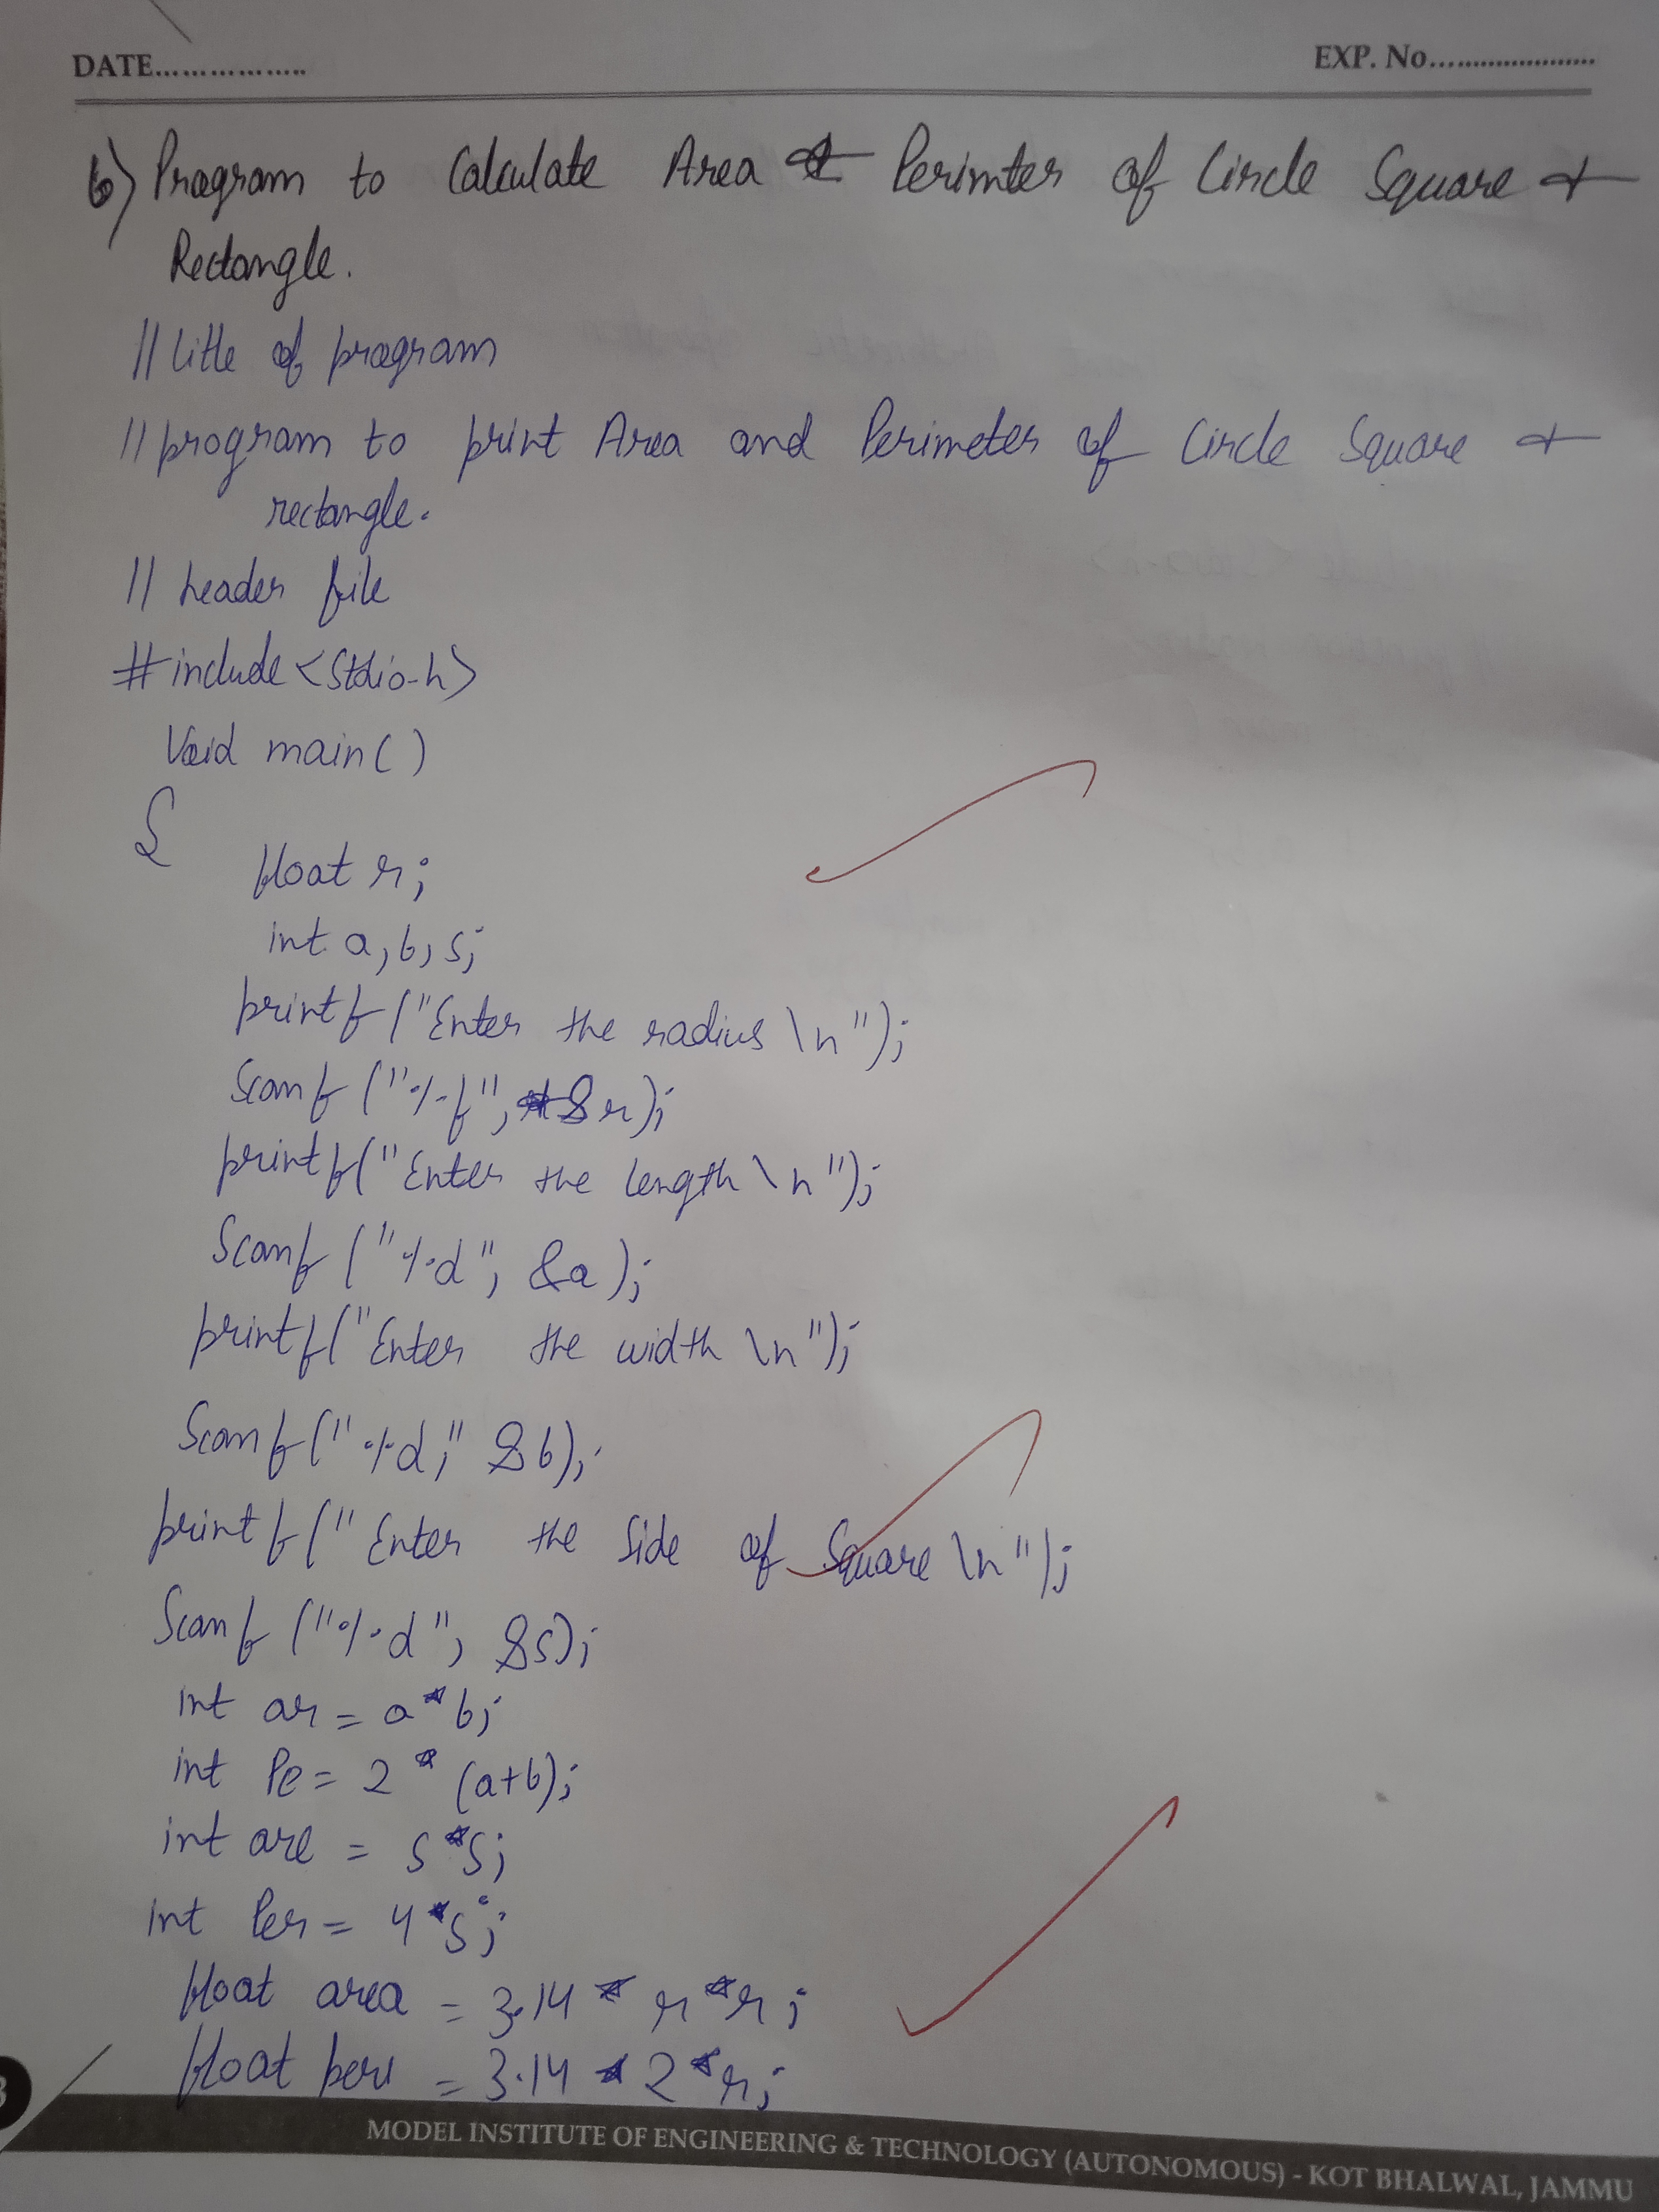 DATE.................
EXP. No......................
6) Program to Calculate Area & Perimter of Circle Square &
Rectangle.
// title of program
// program to print Area and Perimeter of Circle Square &
rectangle.
// header file
#include <Stdio.h>
Void main()
{
float r;
int a, b, s;
printf ("Enter the radius \n");
Scanf ("%f", &r);
printf("Enter the length \n");
Scanf ("%d", &a);
printf("Enter the width \n");
Scanf ("%d," &b);
printf (" Enter the Side of Square \n");
Scanf ("%d", &s);
int ar = a*b;
int Pe = 2 * (a+b);
int are = s*s;
int Per = 4*s;
float area = 3.14 * r*r;
float peri = 3.14 * 2*r;
3
MODEL INSTITUTE OF ENGINEERING & TECHNOLOGY (AUTONOMOUS) - KOT BHALWAL, JAMMU